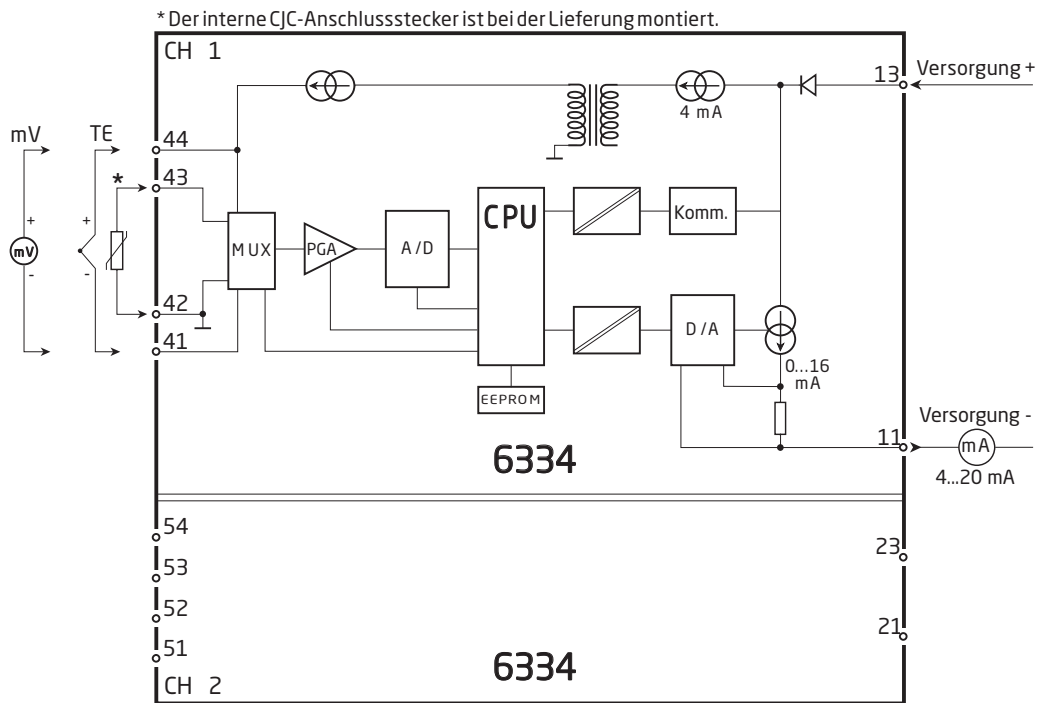 * Der interne CJC-Anschlussstecker ist bei der Lieferung montiert.
CH 1
13
Versorgung +
4 mA
mV
TE
44
43
*
+
mV
-
+
-
MUX
PGA
A/D
CPU
Komm.
42
41
D/A
0...16
mA
EEPROM
Versorgung -
11
mA
4...20 mA
6334
54
53
52
51
23
21
6334
CH 2